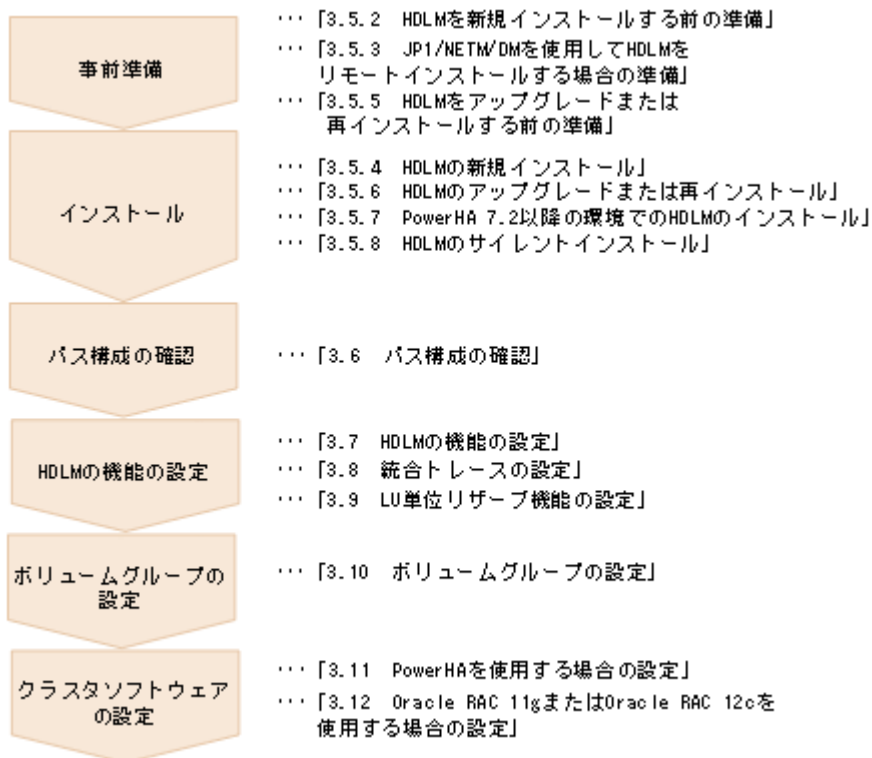 事前準備
··· 「3.5.2 HDLMを新規インストールする前の準備」
··· 「3.5.3 JP1/NETM/DMを使用してHDLMを
リモートインストールする場合の準備」
··· 「3.5.5 HDLMをアップグレードまたは
再インストールする前の準備」
インストール
··· 「3.5.4 HDLMの新規インストール」
··· 「3.5.6 HDLMのアップグレードまたは再インストール」
··· 「3.5.7 PowerHA 7.2以降の環境でのHDLMのインストール」
··· 「3.5.8 HDLMのサイレントインストール」
パス構成の確認
··· 「3.6 パス構成の確認」
HDLMの機能の設定
··· 「3.7 HDLMの機能の設定」
··· 「3.8 統合トレースの設定」
··· 「3.9 LU単位リザーブ機能の設定」
ボリュームグループの
設定
··· 「3.10 ボリュームグループの設定」
クラスタソフトウェア
の設定
··· 「3.11 PowerHAを使用する場合の設定」
··· 「3.12 Oracle RAC 11gまたはOracle RAC 12cを
使用する場合の設定」